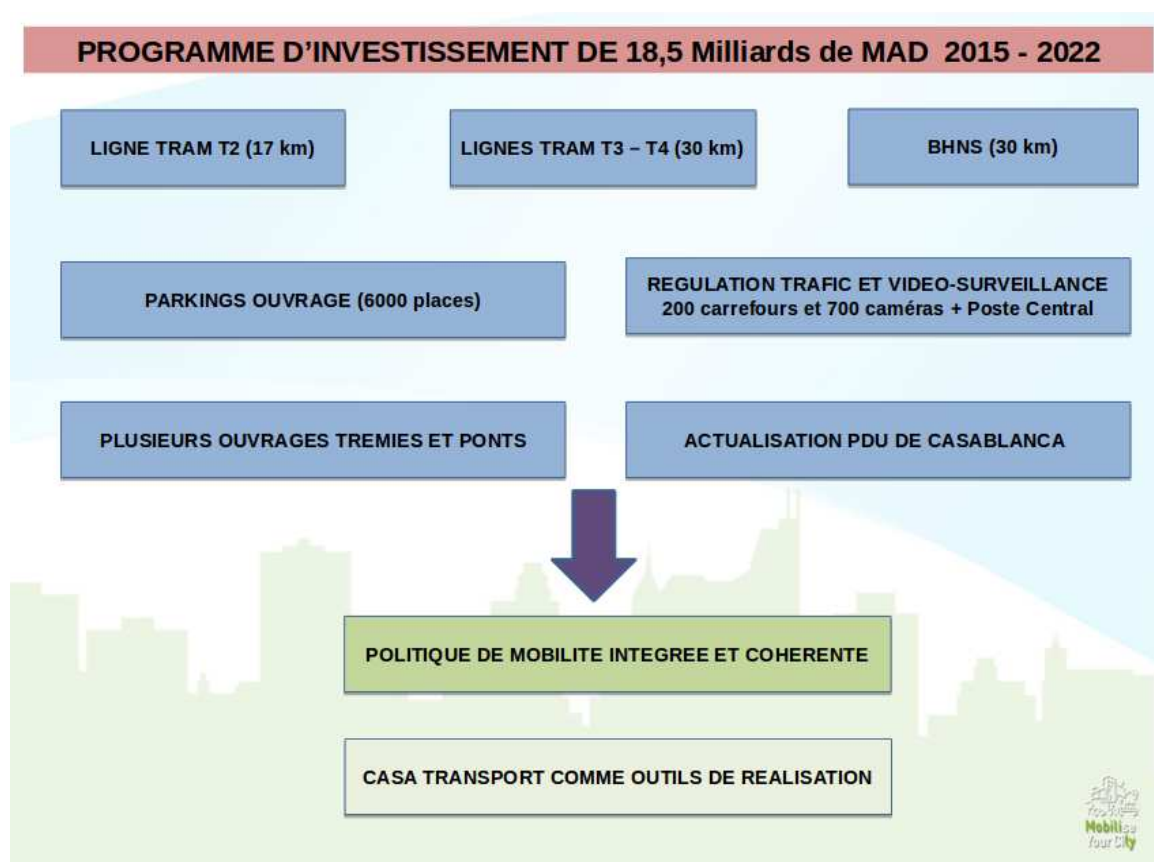 PROGRAMME D'INVESTISSEMENT DE 18,5 Milliards de MAD 2015 - 2022
LIGNE TRAM T2 (17 km)
LIGNES TRAM T3 – T4 (30 km)
BHNS (30 km)
PARKINGS OUVRAGE (6000 places)
REGULATION TRAFIC ET VIDEO-SURVEILLANCE
200 carrefours et 700 caméras + Poste Central
PLUSIEURS OUVRAGES TREMIES ET PONTS
ACTUALISATION PDU DE CASABLANCA
POLITIQUE DE MOBILITE INTEGREE ET COHERENTE
CASA TRANSPORT COMME OUTILS DE REALISATION
Mobilise
Your City